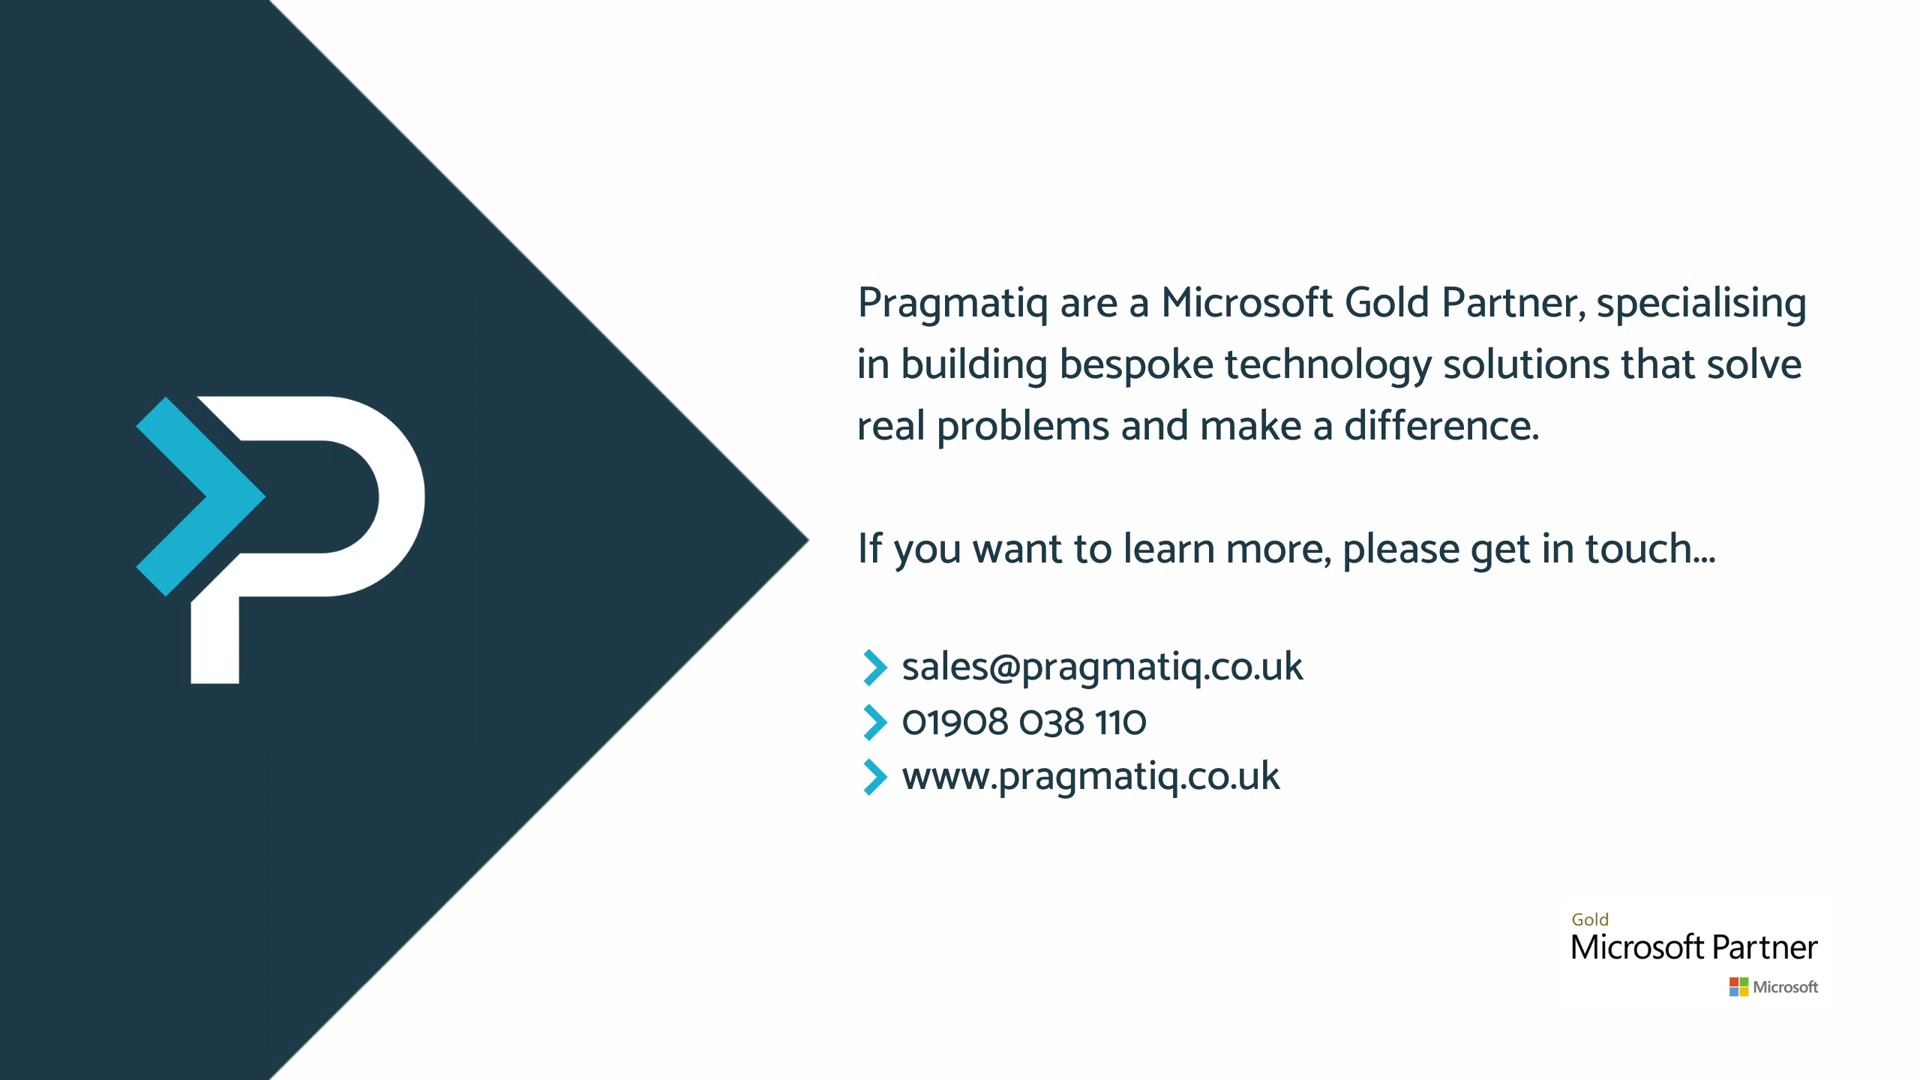 Pragmatiq are a Microsoft Gold Partner, specialising
in building bespoke technology solutions that solve
real problems and make a difference.
If you want to learn more, please get in touch...
sales@pragmatiq.co.uk
01908 038 110
www.pragmatiq.co.uk
Gold
Microsoft Partner
Microsoft